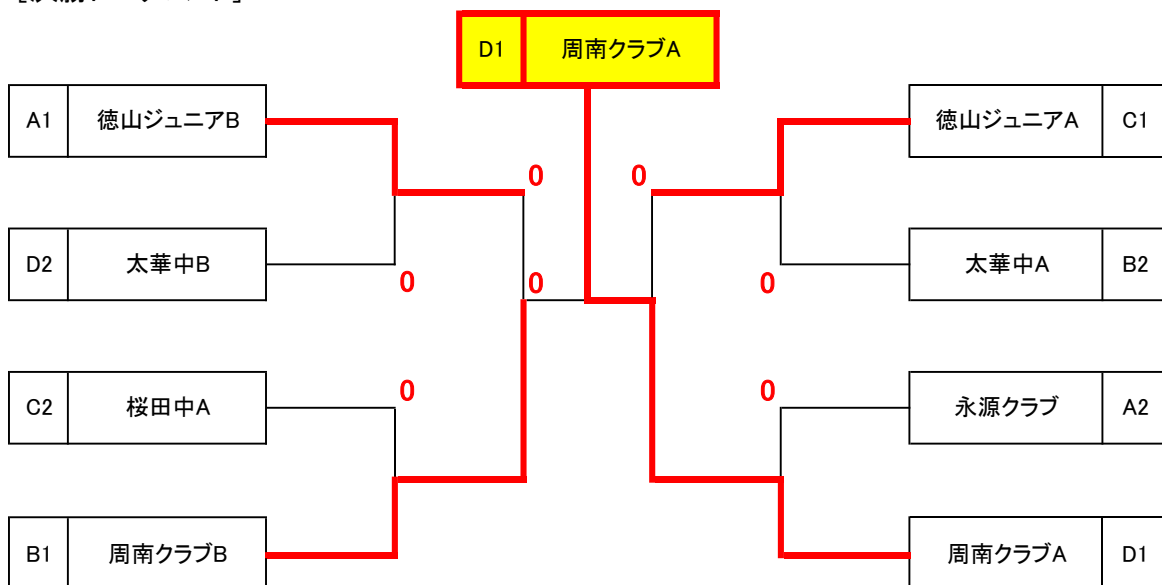 D1 周南クラブA
A1 徳山ジュニアB
徳山ジュニアA C1
0 0
D2 太華中B
太華中A B2
0 0 0
0 0
C2 桜田中A
永源クラブ A2
B1 周南クラブB
周南クラブA D1